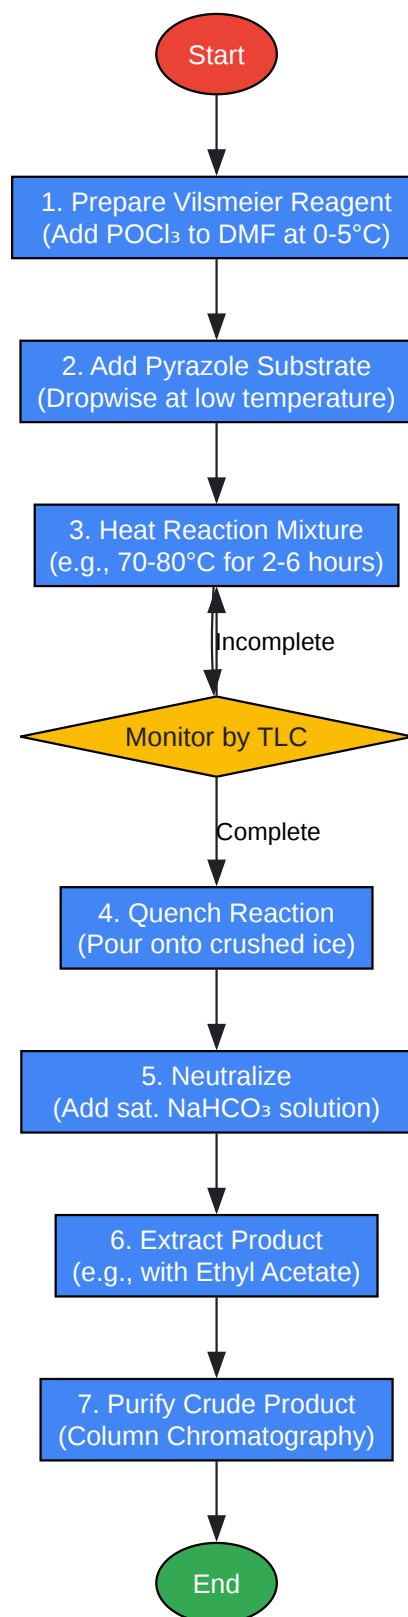 Start
1. Prepare Vilsmeier Reagent
(Add POCl₃ to DMF at 0-5°C)
2. Add Pyrazole Substrate
(Dropwise at low temperature)
3. Heat Reaction Mixture
(e.g., 70-80°C for 2-6 hours)
Incomplete
Monitor by TLC
Complete
4. Quench Reaction
(Pour onto crushed ice)
5. Neutralize
(Add sat. NaHCO₃ solution)
6. Extract Product
(e.g., with Ethyl Acetate)
7. Purify Crude Product
(Column Chromatography)
End